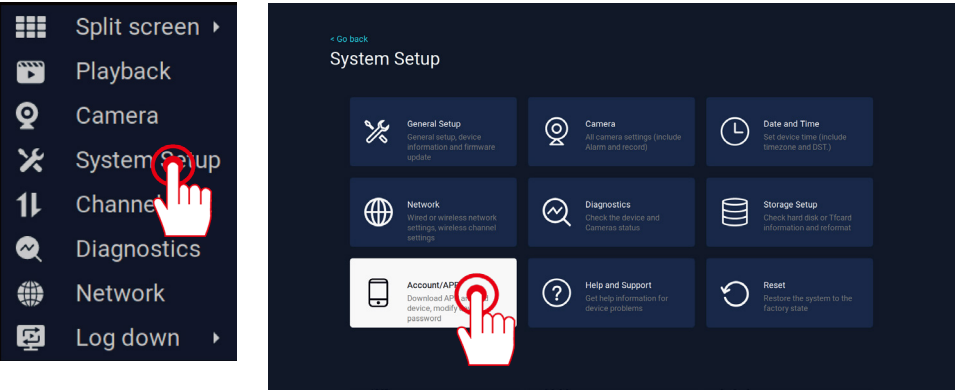 Split screen
Playback
Camera
System Setup
Channe
Diagnostics
Network
Log down
< Go back
System Setup
General Setup
General setup, device
information and firmware
update
Camera
All camera settings (include
Alarm and record)
Date and Time
Set device time (include
timezone and DST.)
Network
Wired or wireless network
settings, wireless channel
settings
Diagnostics
Check the device and
Cameras status
Storage Setup
Check hard disk or Tfcard
information and reformat
Account/APP
Download APP
device, modify
password
Help and Support
Get help information for
device problems
Reset
Restore the system to the
factory state